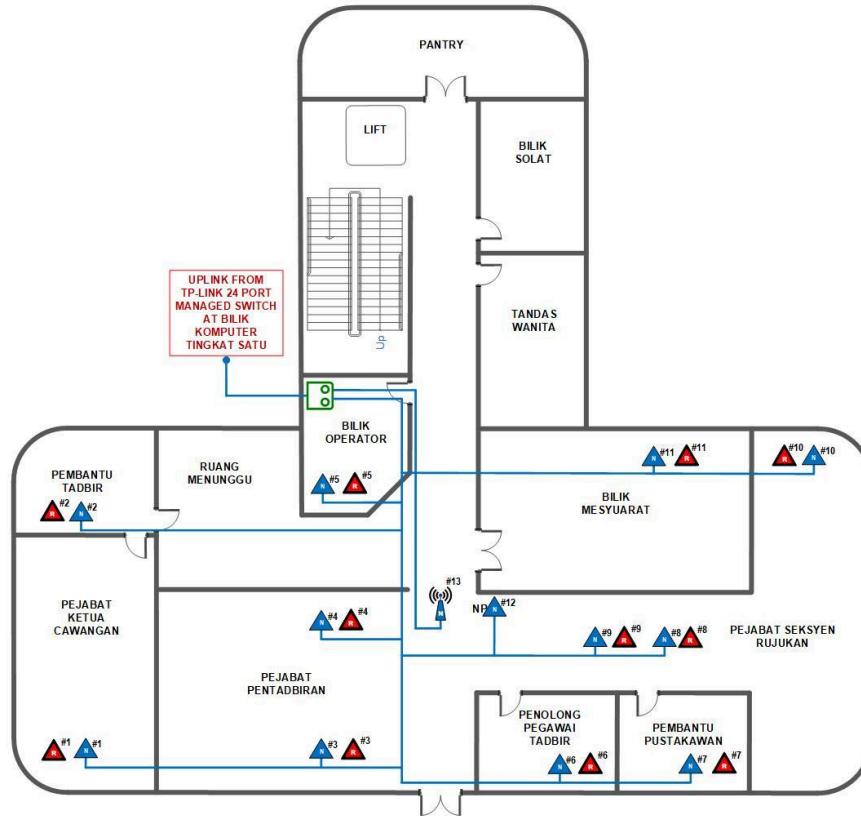 PANTRY
LIFT
BILIK
SOLAT
UPLINK FROM
TP-LINK 24 PORT
MANAGED SWITCH
AT BILIK
KOMPUTER
TINGKAT SATU
TANDAS
WANITA
Up
BILIK
OPERATOR
#5 N R #5
RUANG
MENUNGGU
PEMBANTU
TADBIR
R #2 N #2
N #11 R #11
R #10 N #10
BILIK
MESYUARAT
PEJABAT
KETUA
CAWANGAN
#13
N #4 R #4
NP
N #12
N #9 R #9
N #8 R #8
PEJABAT SEKSYEN
RUJUKAN
PEJABAT
PENTADBIRAN
PENOLONG
PEGAWAI
TADBIR
PEMBANTU
PUSTAKAWAN
R #1 N #1
N #3 R #3
N #6 R #6
N #7 R #7